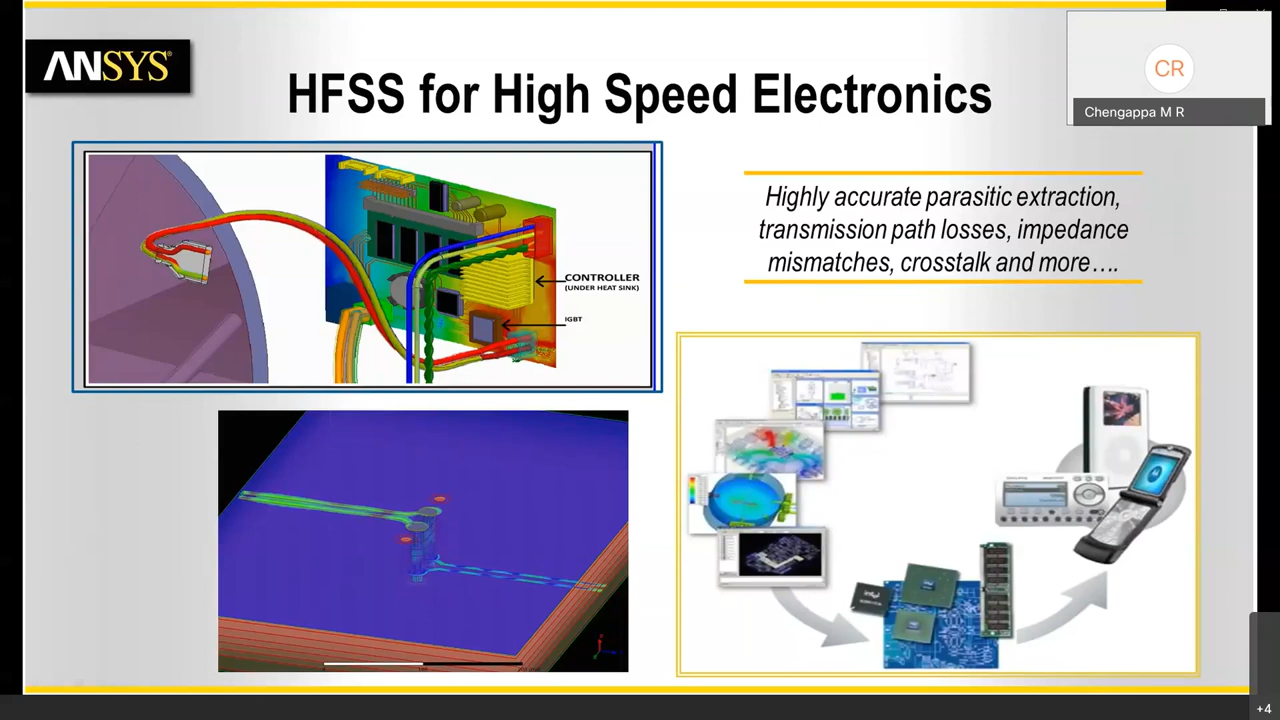 ANSYS®
HFSS for High Speed Electronics
CR
Chengappa M R
CONTROLLER
(UNDER HEAT SINK)
IGBT
Highly accurate parasitic extraction,
transmission path losses, impedance
mismatches, crosstalk and more….
intel
+4